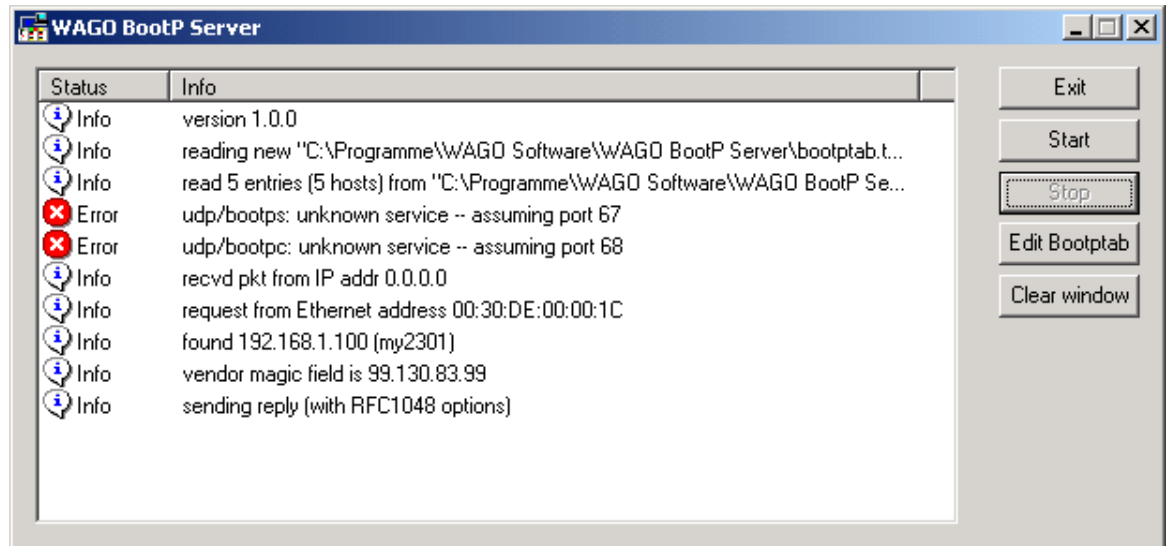 WAGO BootP Server
Status Info
Info version 1.0.0
Info reading new "C:\Programme\WAGO Software\WAGO BootP Server\bootptab.t...
Info read 5 entries (5 hosts) from "C:\Programme\WAGO Software\WAGO BootP Se...
Error udp/bootps: unknown service -- assuming port 67
Error udp/bootpc: unknown service -- assuming port 68
Info recvd pkt from IP addr 0.0.0.0
Info request from Ethernet address 00:30:DE:00:00:1C
Info found 192.168.1.100 (my2301)
Info vendor magic field is 99.130.83.99
Info sending reply (with RFC1048 options)
Exit
Start
Stop
Edit Bootptab
Clear window